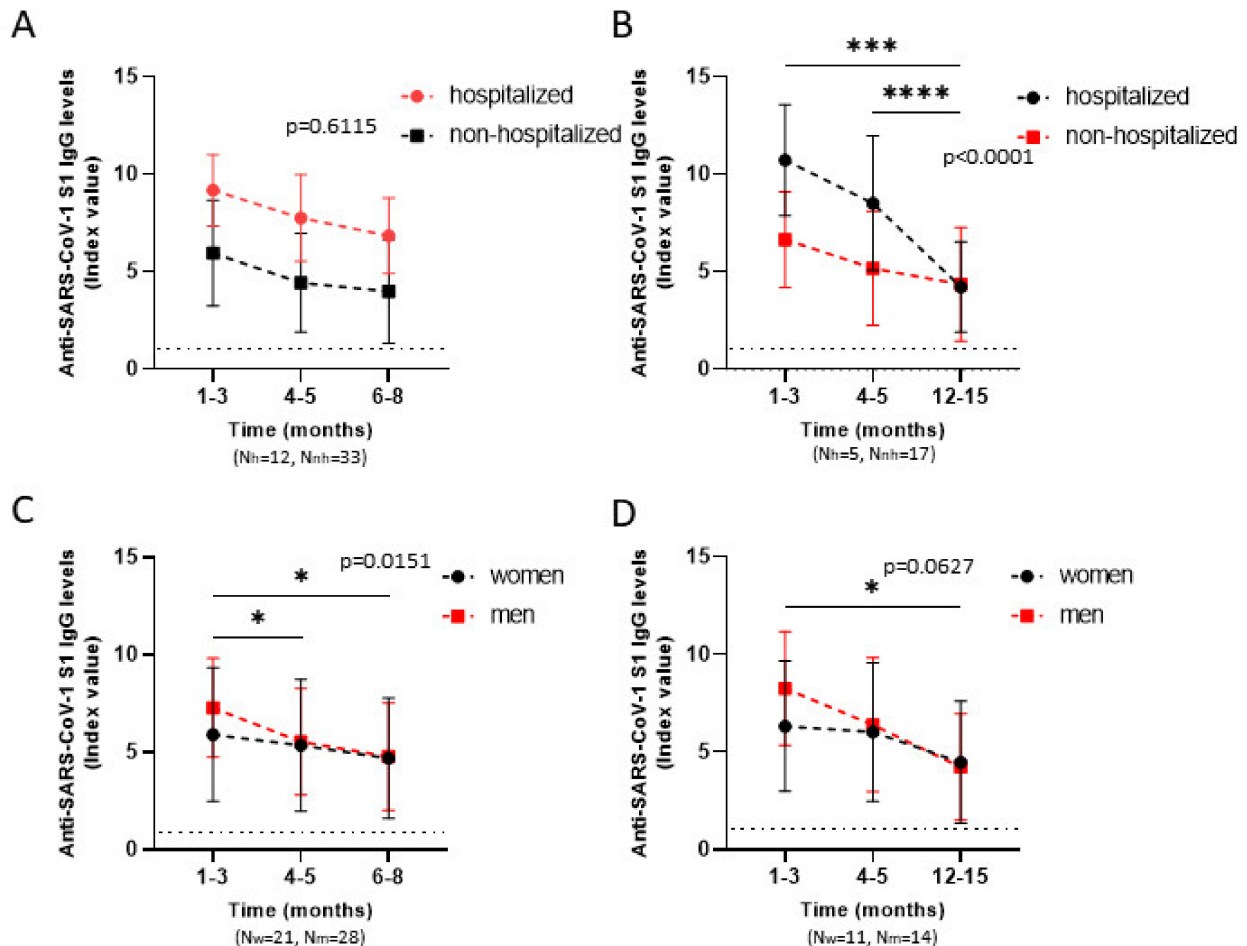 A
Anti-SARS-CoV-1 S1 IgG levels
(Index value)
15
10
5
0
hospitalized
non-hospitalized
p=0.6115
1-3
4-5
6-8
Time (months)
(Nh=12, Nnh=33)
B
Anti-SARS-CoV-1 S1 IgG levels
(Index value)
15
10
5
0
***
****
hospitalized
non-hospitalized
p<0.0001
1-3
4-5
12-15
Time (months)
(Nh=5, Nnh=17)
C
Anti-SARS-CoV-1 S1 IgG levels
(Index value)
15
10
5
0
*
*
p=0.0151
women
men
1-3
4-5
6-8
Time (months)
(Nw=21, Nm=28)
D
Anti-SARS-CoV-1 S1 IgG levels
(Index value)
15
10
5
0
p=0.0627
*
women
men
1-3
4-5
12-15
Time (months)
(Nw=11, Nm=14)